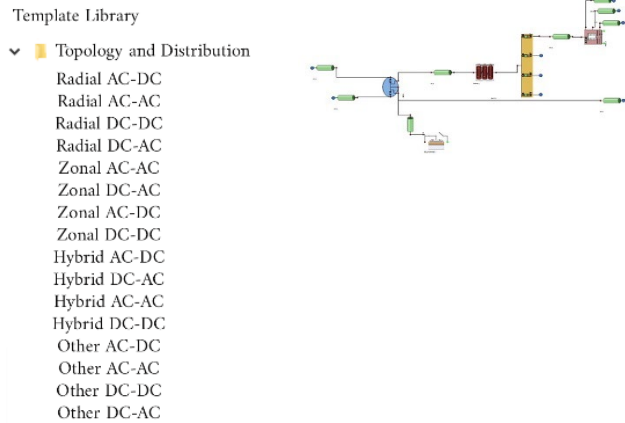 Template Library
Topology and Distribution
Radial AC-DC
Radial AC-AC
Radial DC-DC
Radial DC-AC
Zonal AC-AC
Zonal DC-AC
Zonal AC-DC
Zonal DC-DC
Hybrid AC-DC
Hybrid DC-AC
Hybrid AC-AC
Hybrid DC-DC
Other AC-DC
Other AC-AC
Other DC-DC
Other DC-AC